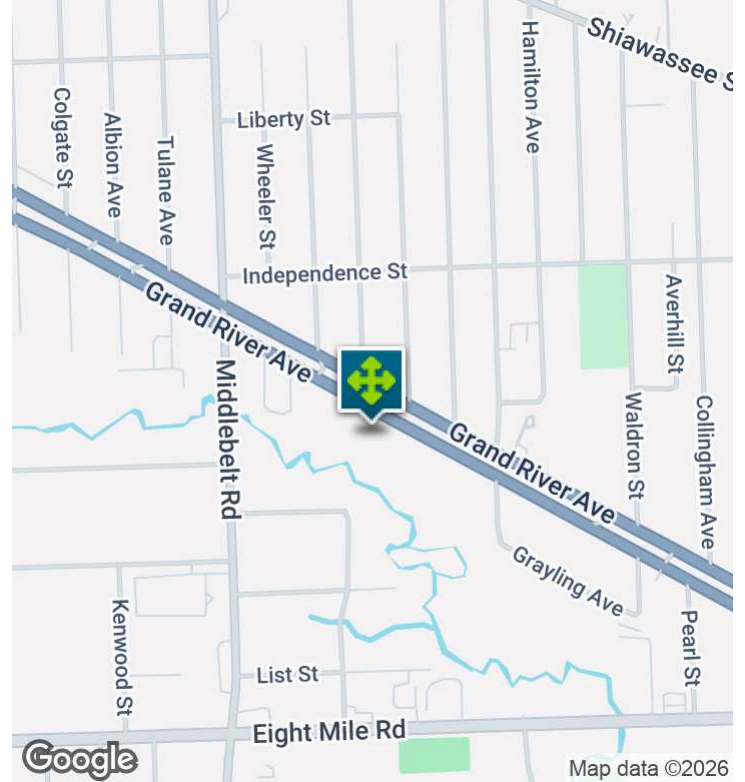 Shiawassee S
Hamilton Ave
Colgate St
Albion Ave
Tulane Ave
Liberty St
Wheeler St
Independence St
Averhill St
Grand River Ave
Middlebelt Rd
Waldron St
Collingham Ave
Grand River Ave
Grayling Ave
Kenwood St
Pearl St
List St
Eight Mile Rd
Google
Map data ©2026